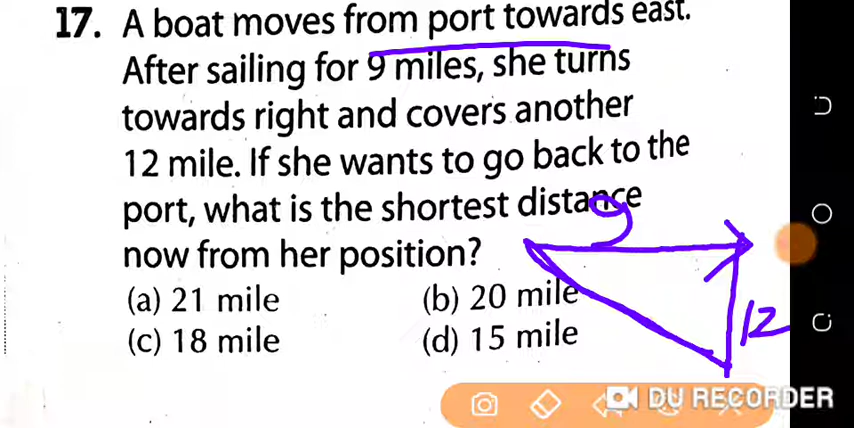 17. A boat moves from port towards east.
After sailing for 9 miles, she turns
towards right and covers another
12 mile. If she wants to go back to the
port, what is the shortest distance
now from her position?
(a) 21 mile (b) 20 mile
(c) 18 mile (d) 15 mile
9
12
DU RECORDER